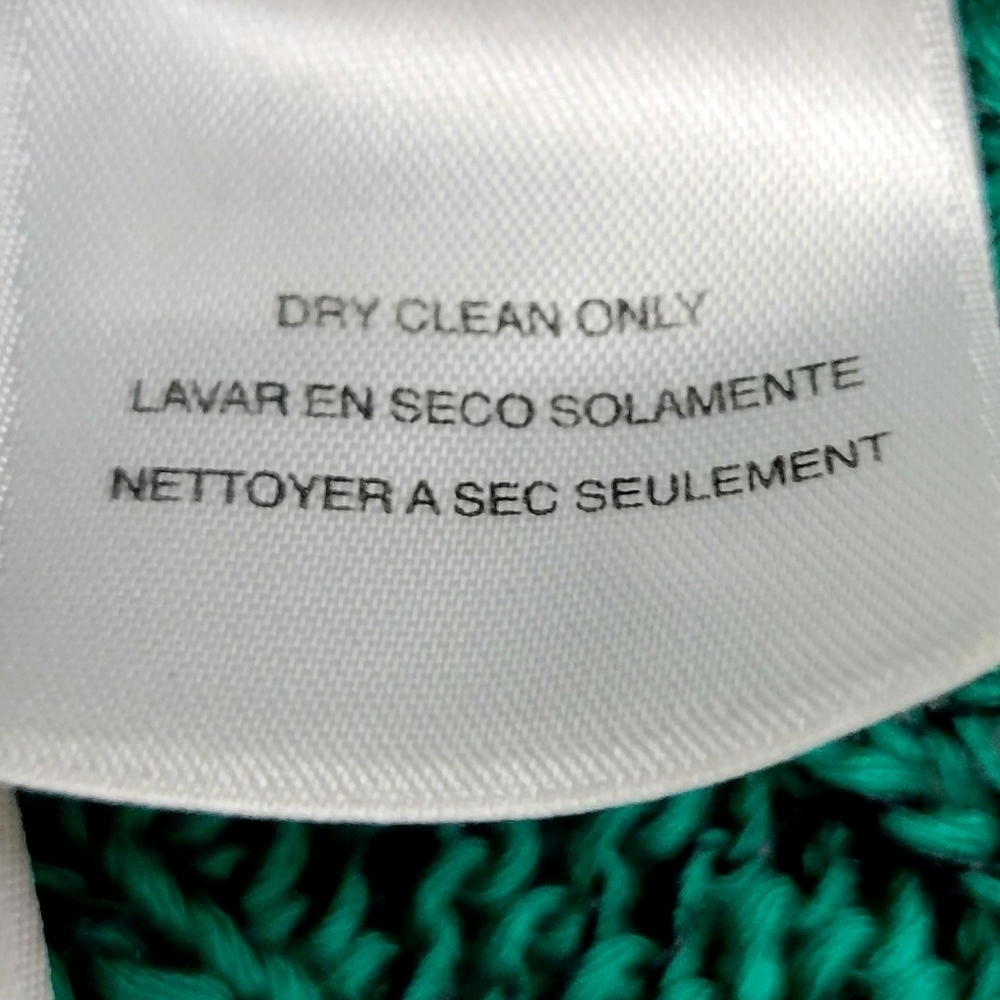 DRY CLEAN ONLY
LAVAR EN SECO SOLAMENTE
NETTOYER A SEC SEULEMENT